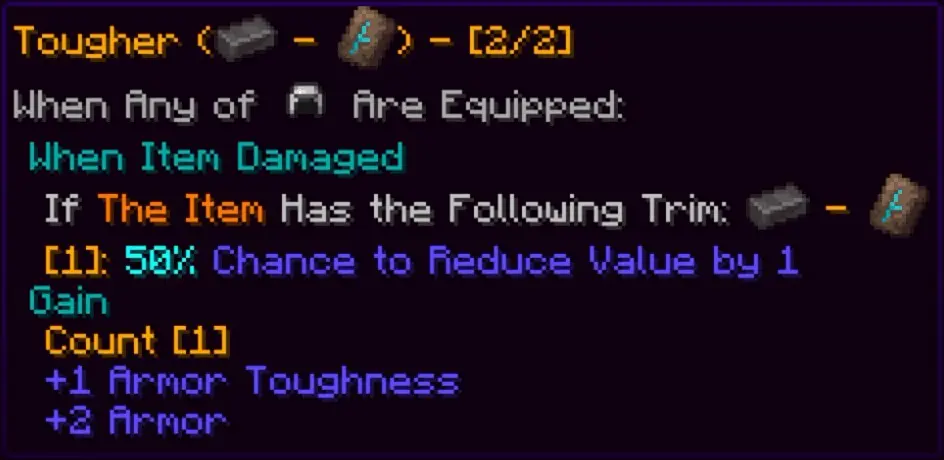 Tougher ( - ) - [2/2]
When Any of Are Equipped:
When Item Damaged
If The Item Has the Following Trim: -
[1]: 50% Chance to Reduce Value by 1
Gain
Count [1]
+1 Armor Toughness
+2 Armor